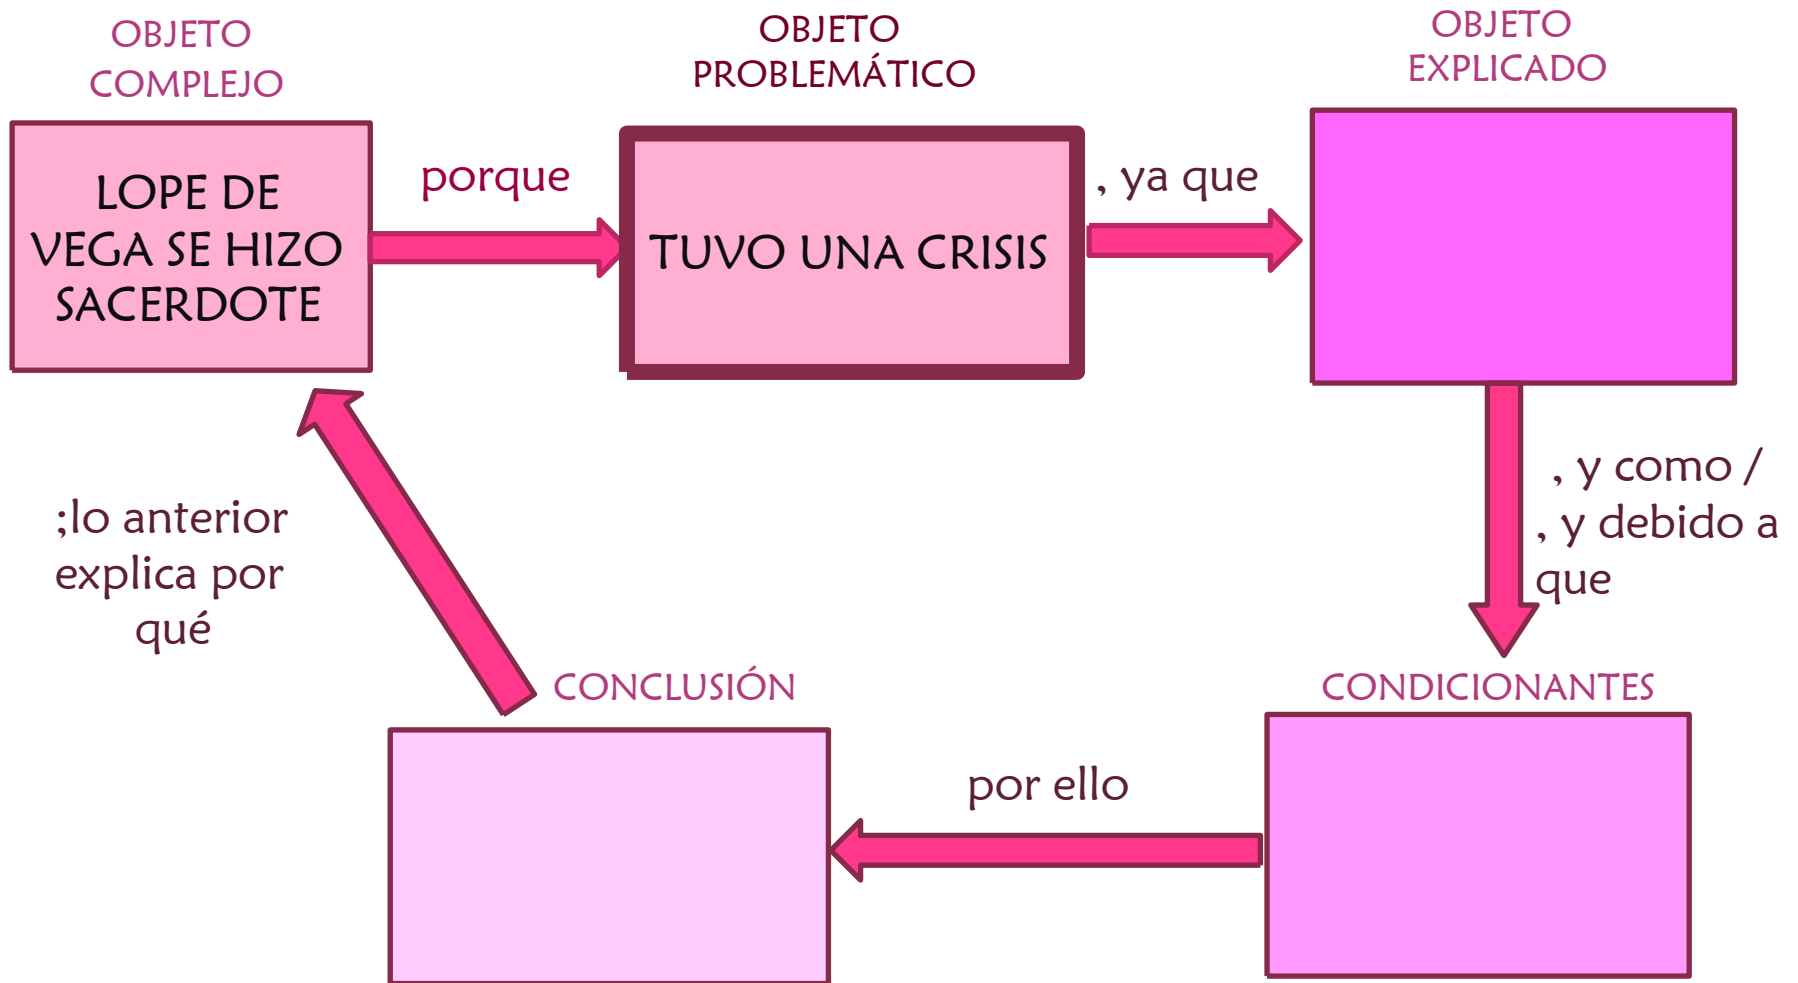 OBJETO
COMPLEJO
OBJETO
PROBLEMÁTICO
OBJETO
EXPLICADO
LOPE DE
VEGA SE HIZO
SACERDOTE
porque
TUVO UNA CRISIS
, ya que
, y como /
, y debido a
que
;lo anterior
explica por
qué
CONCLUSIÓN
CONDICIONANTES
por ello